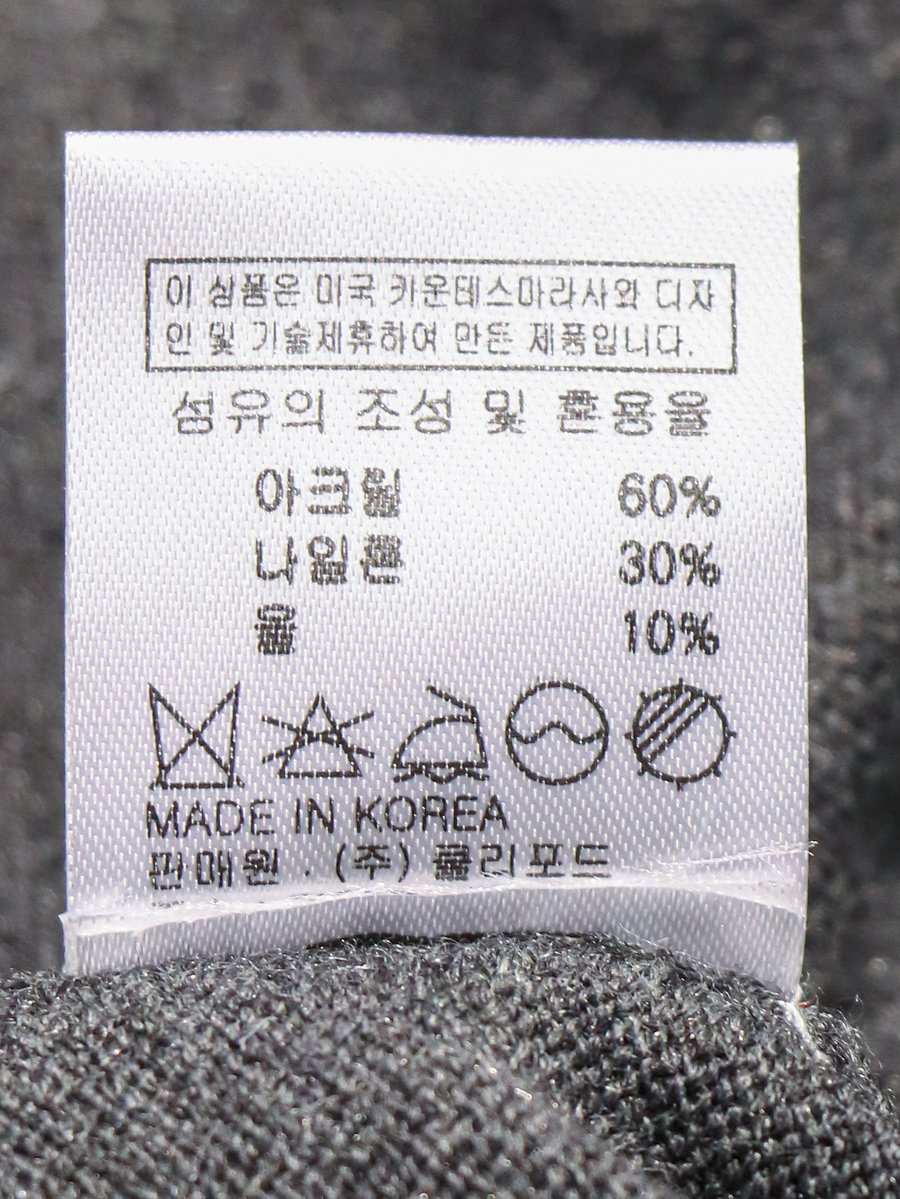 이 상품은 미국 카운테스마라사와 디자
인 및 기술제휴하여 만든 제품입니다.
섬유의 조성 및 혼용율
아크릴 60%
나일론 30%
울 10%
MADE IN KOREA
판매원 : (주) 클리포드